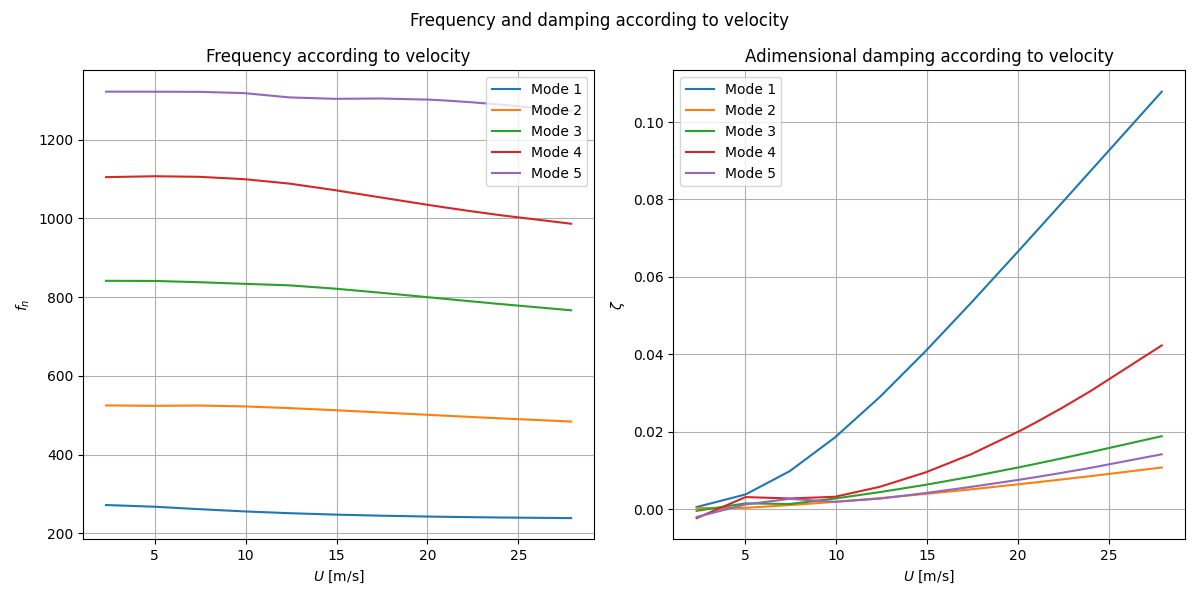 Frequency and damping according to velocity
Frequency according to velocity
Mode 1
Mode 2
Mode 3
Mode 4
Mode 5
1200
1000
800
600
400
200
5 10 15 20 25
f_n
U [m/s]
Adimensional damping according to velocity
Mode 1
Mode 2
Mode 3
Mode 4
Mode 5
0.10
0.08
0.06
0.04
0.02
0.00
5 10 15 20 25
ζ
U [m/s]